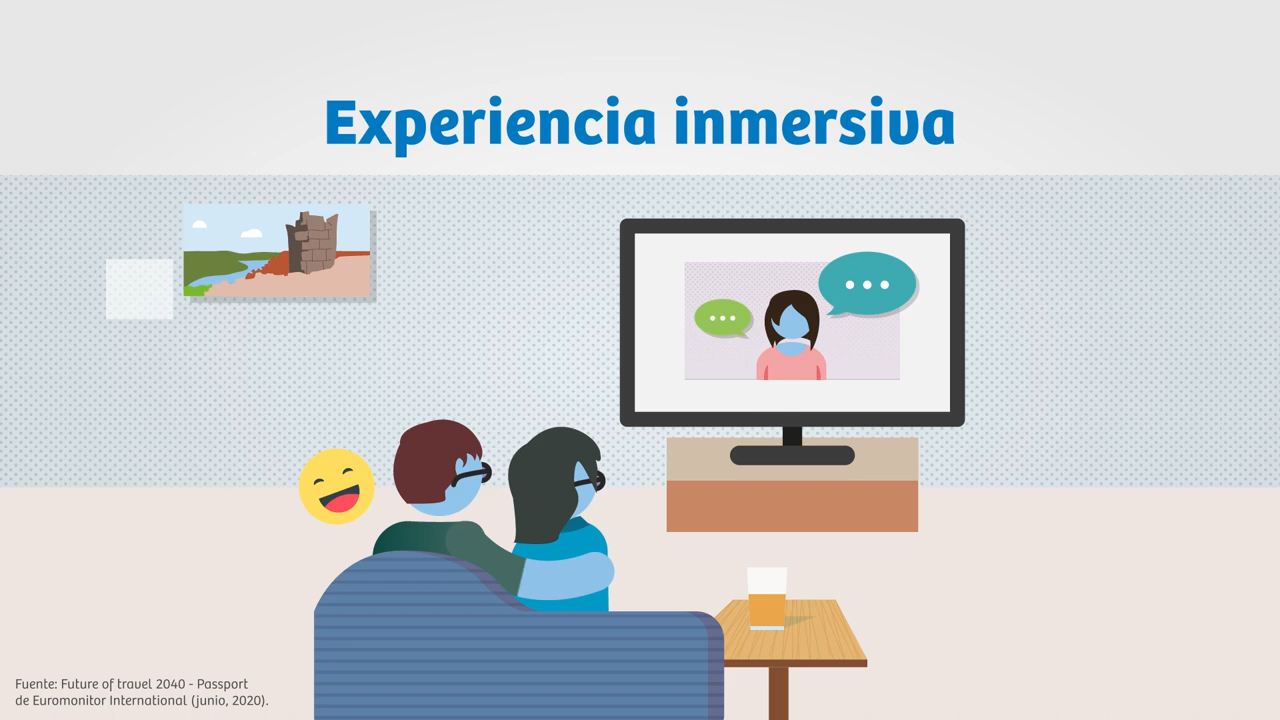 Experiencia inmersiva
Fuente: Future of travel 2040 - Passport
de Euromonitor International (junio, 2020).